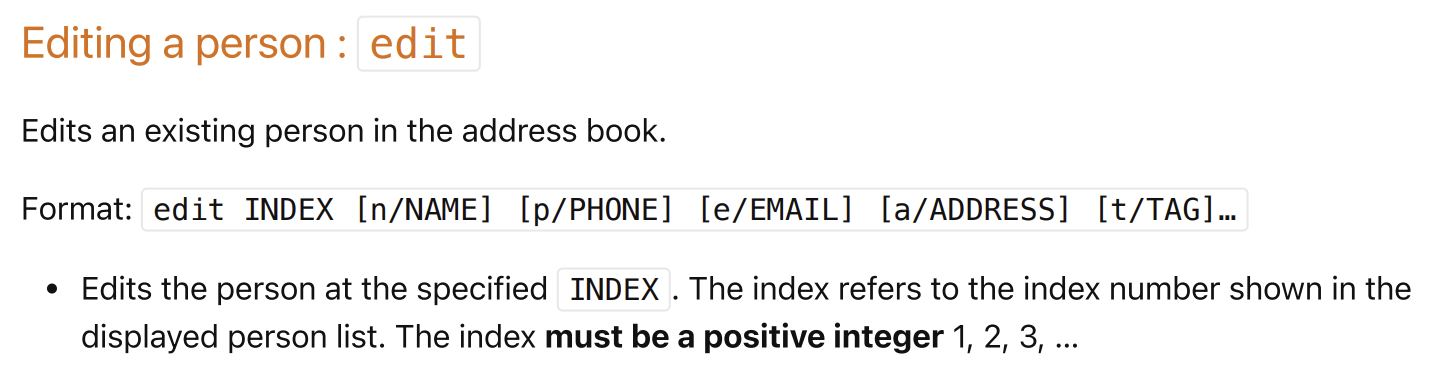 Editing a person : edit
Edits an existing person in the address book.
Format: edit INDEX [n/NAME] [p/PHONE] [e/EMAIL] [a/ADDRESS] [t/TAG]…
• Edits the person at the specified INDEX. The index refers to the index number shown in the
displayed person list. The index must be a positive integer 1, 2, 3, …